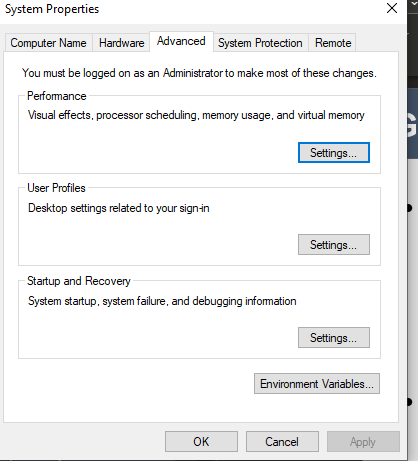 System Properties
Computer Name Hardware Advanced System Protection Remote
You must be logged on as an Administrator to make most of these changes.
Performance
Visual effects, processor scheduling, memory usage, and virtual memory
Settings...
User Profiles
Desktop settings related to your sign-in
Settings...
Startup and Recovery
System startup, system failure, and debugging information
Settings...
Environment Variables...
OK Cancel Apply